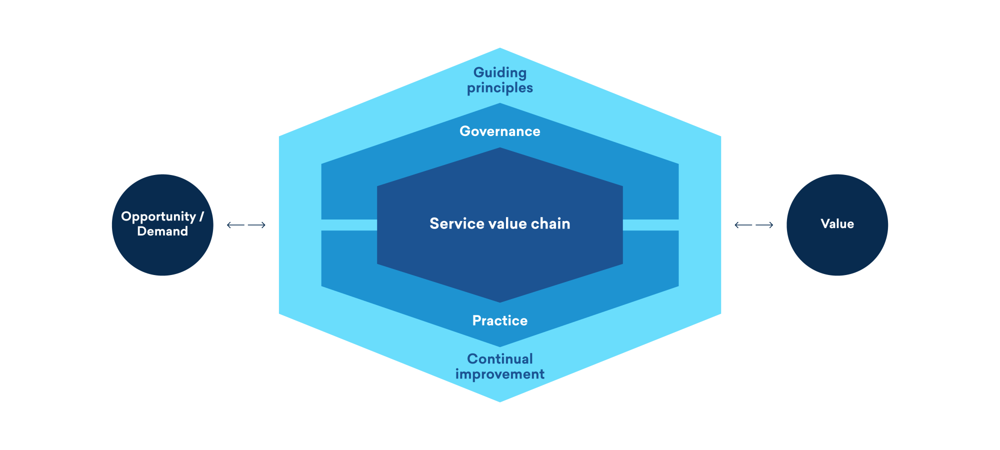 Guiding
principles
Governance
Opportunity /
Demand
Service value chain
Value
Practice
Continual
improvement